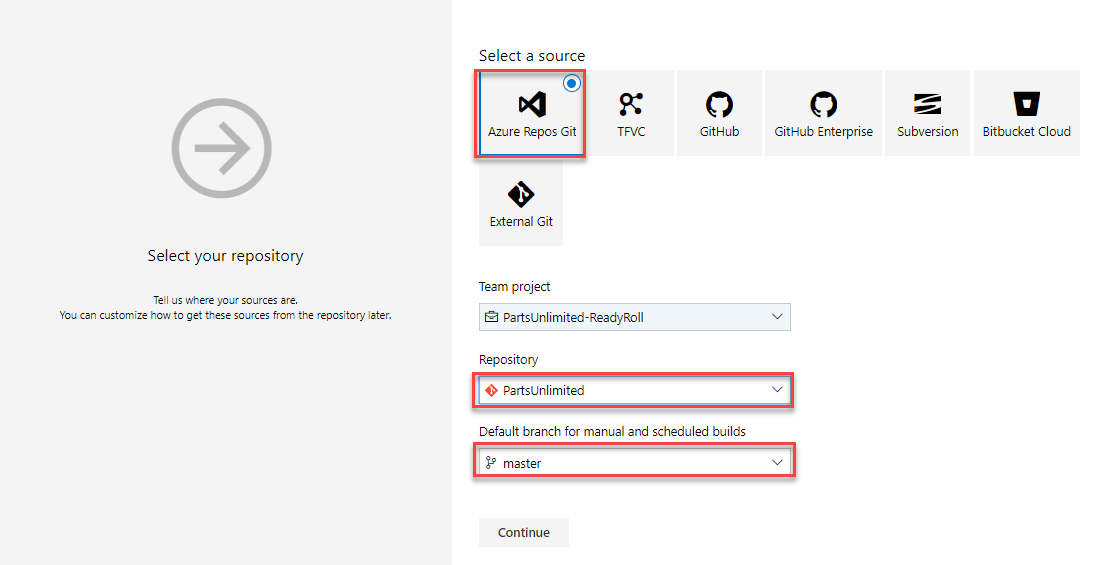 Select your repository
Tell us where your sources are.
You can customize how to get these sources from the repository later.
Select a source
Azure Repos Git
TFVC
GitHub
GitHub Enterprise
Subversion
Bitbucket Cloud
External Git
Team project
PartsUnlimited-ReadyRoll
Repository
PartsUnlimited
Default branch for manual and scheduled builds
master
Continue